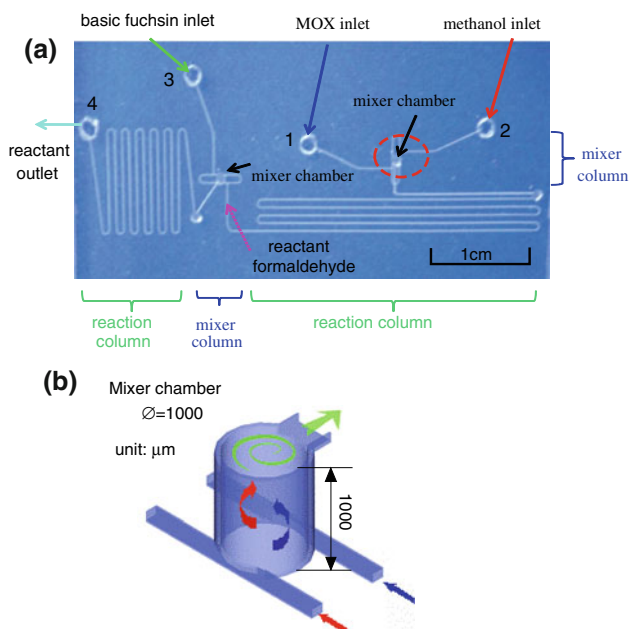 basic fuchsin inlet
MOX inlet
methanol inlet
(a)
3
4
1
mixer chamber
2
reactant
outlet
mixer chamber
mixer
column
reactant
formaldehyde
1cm
reaction
column
mixer
column
reaction column
(b)
Mixer chamber
∅=1000
unit: μm
1000